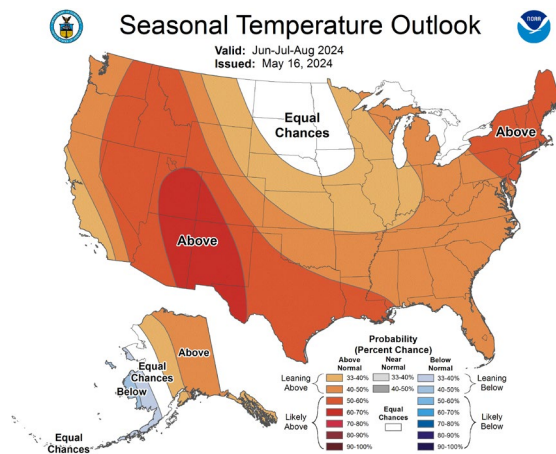 Seasonal Temperature Outlook
NOAA
Valid: Jun-Jul-Aug 2024
Issued: May 16, 2024
Equal
Chances
Above
Above
Above
Equal
Chances
Below
Equal
Chances
Probability
(Percent Chance)
Above
Normal
Near
Normal
Below
Normal
Leaning
Above
33-40%
40-50%
33-40%
40-50%
33-40%
40-50%
Leaning
Below
Likely
Above
50-60%
60-70%
70-80%
80-90%
90-100%
Equal
Chances
50-60%
60-70%
70-80%
80-90%
90-100%
Likely
Below